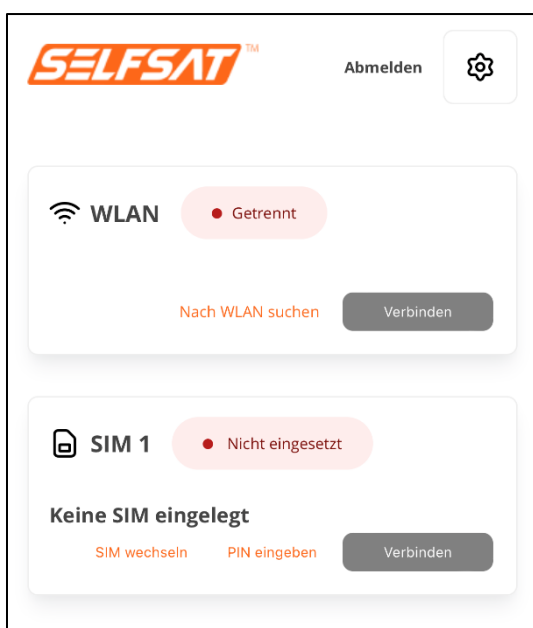 SELFSAT™
Abmelden
WLAN
Getrennt
Nach WLAN suchen
Verbinden
SIM 1
Nicht eingesetzt
Keine SIM eingelegt
SIM wechseln
PIN eingeben
Verbinden